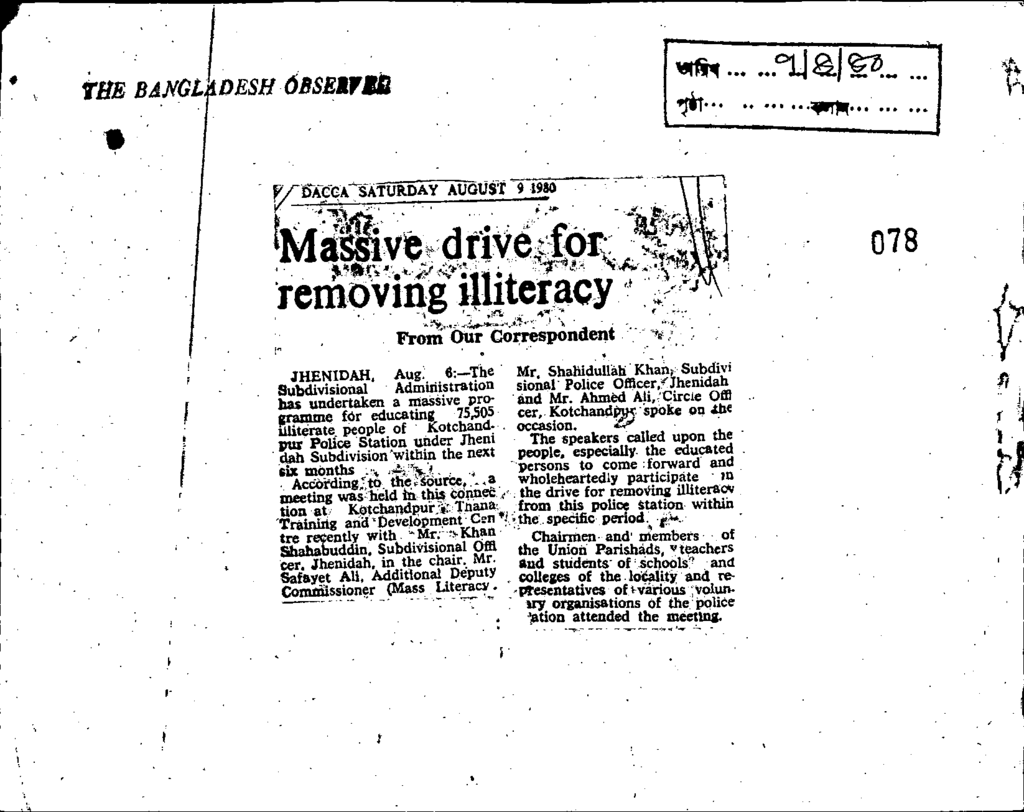 THE BANGLADESH OBSERVER
তারিখ ... ... ৭/৪/৮০ ... ...
পৃষ্ঠা... .. ... ... কলাম... ... ...
DACCA SATURDAY AUGUST 9 1980
078
Massive drive for
removing illiteracy
From Our Correspondent
JHENIDAH, Aug. 6:—The
Subdivisional Administration
has undertaken a massive pro-
gramme for educating 75,505
illiterate people of Kotchand-
pur Police Station under Jheni
dah Subdivision within the next
six months
According to the source, a
meeting was held in this connec
tion at Kotchandpur Thana
Training and Development Cen
tre recently with Mr. Khan
Shahabuddin, Subdivisional Offi
cer, Jhenidah, in the chair. Mr.
Safayet Ali, Additional Deputy
Commissioner (Mass Literacy.
Mr. Shahidullah Khan, Subdivi
sional Police Officer, Jhenidah
and Mr. Ahmed Ali, Circle Offi
cer, Kotchandpur spoke on the
occasion.
The speakers called upon the
people, especially the educated
persons to come forward and
wholeheartedly participate in
the drive for removing illiteracy
from this police station within
the specific period.
Chairmen and members of
the Union Parishads, teachers
and students of schools and
colleges of the locality and re-
presentatives of various volun-
ary organisations of the police
ation attended the meeting.